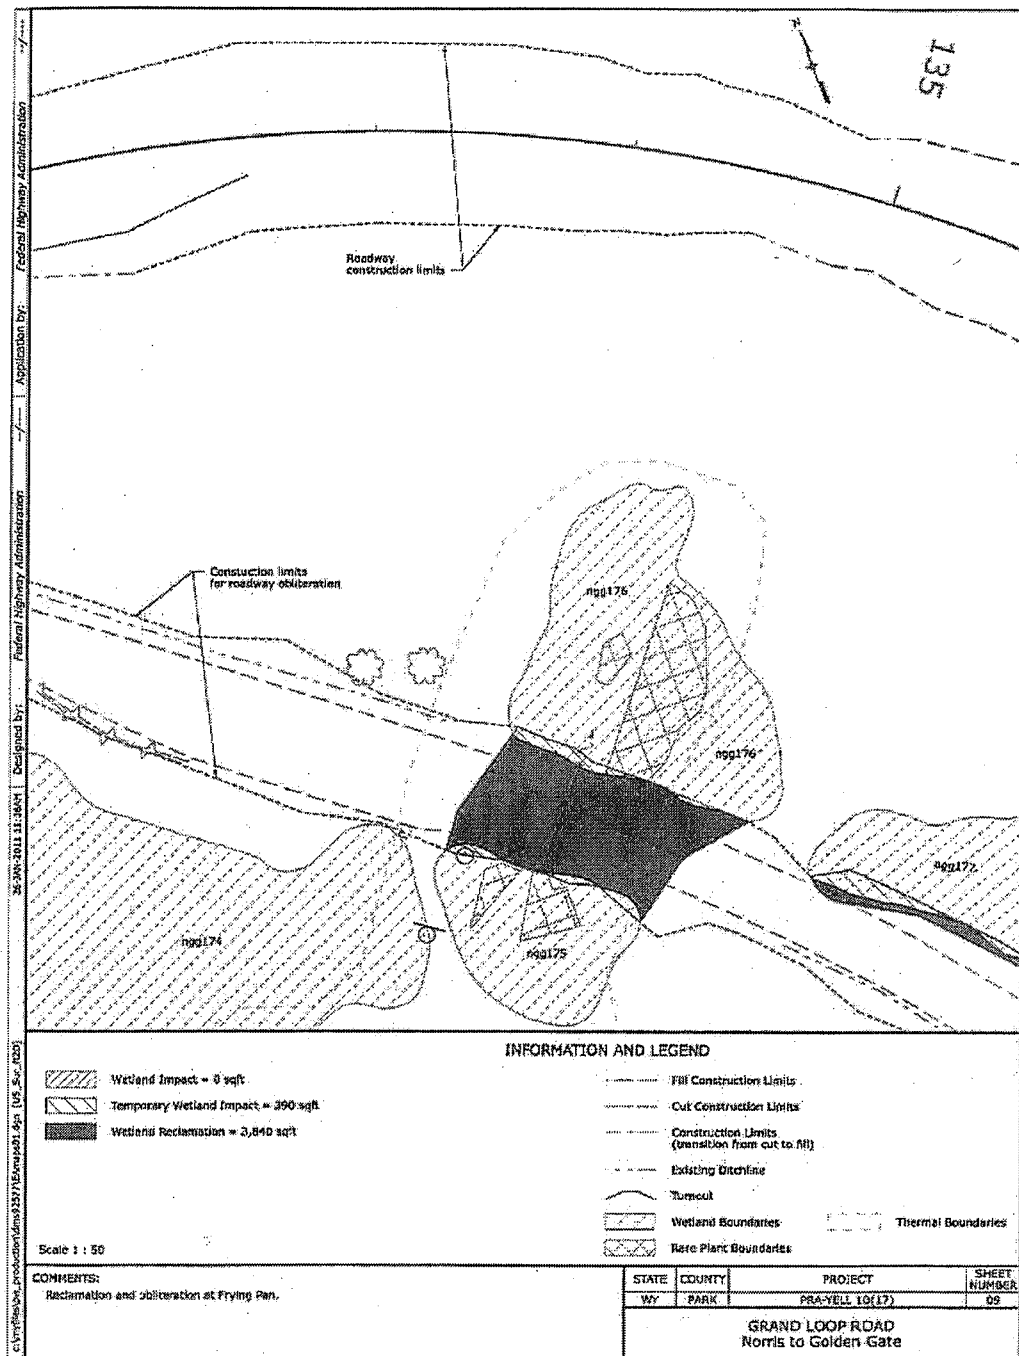 135
Roadway
construction limits
Constuction limits
for roadway obliteration
ngg176
ngg176
ngg177
ngg174
ngg175
Federal Highway Administration
Application by:
Federal Highway Administration
Designed by:
26-JAN-2011
INFORMATION AND LEGEND
Wetland Impact = 0 sqft
Temporary Wetland Impact = 390 sqft
Wetland Reclamation = 3,840 sqft
Scale 1 : 50
Fill Construction Limits
Cut Construction Limits
Construction Limits
(transition from cut to fill)
Existing Ditchline
Turnout
Wetland Boundaries
Thermal Boundaries
Rare Plant Boundaries
COMMENTS:
Reclamation and obliteration at Frying Pan.
STATE COUNTY PROJECT SHEET NUMBER
WY PARK PRA-YELL 10(17) 09
GRAND LOOP ROAD
Norris to Golden Gate